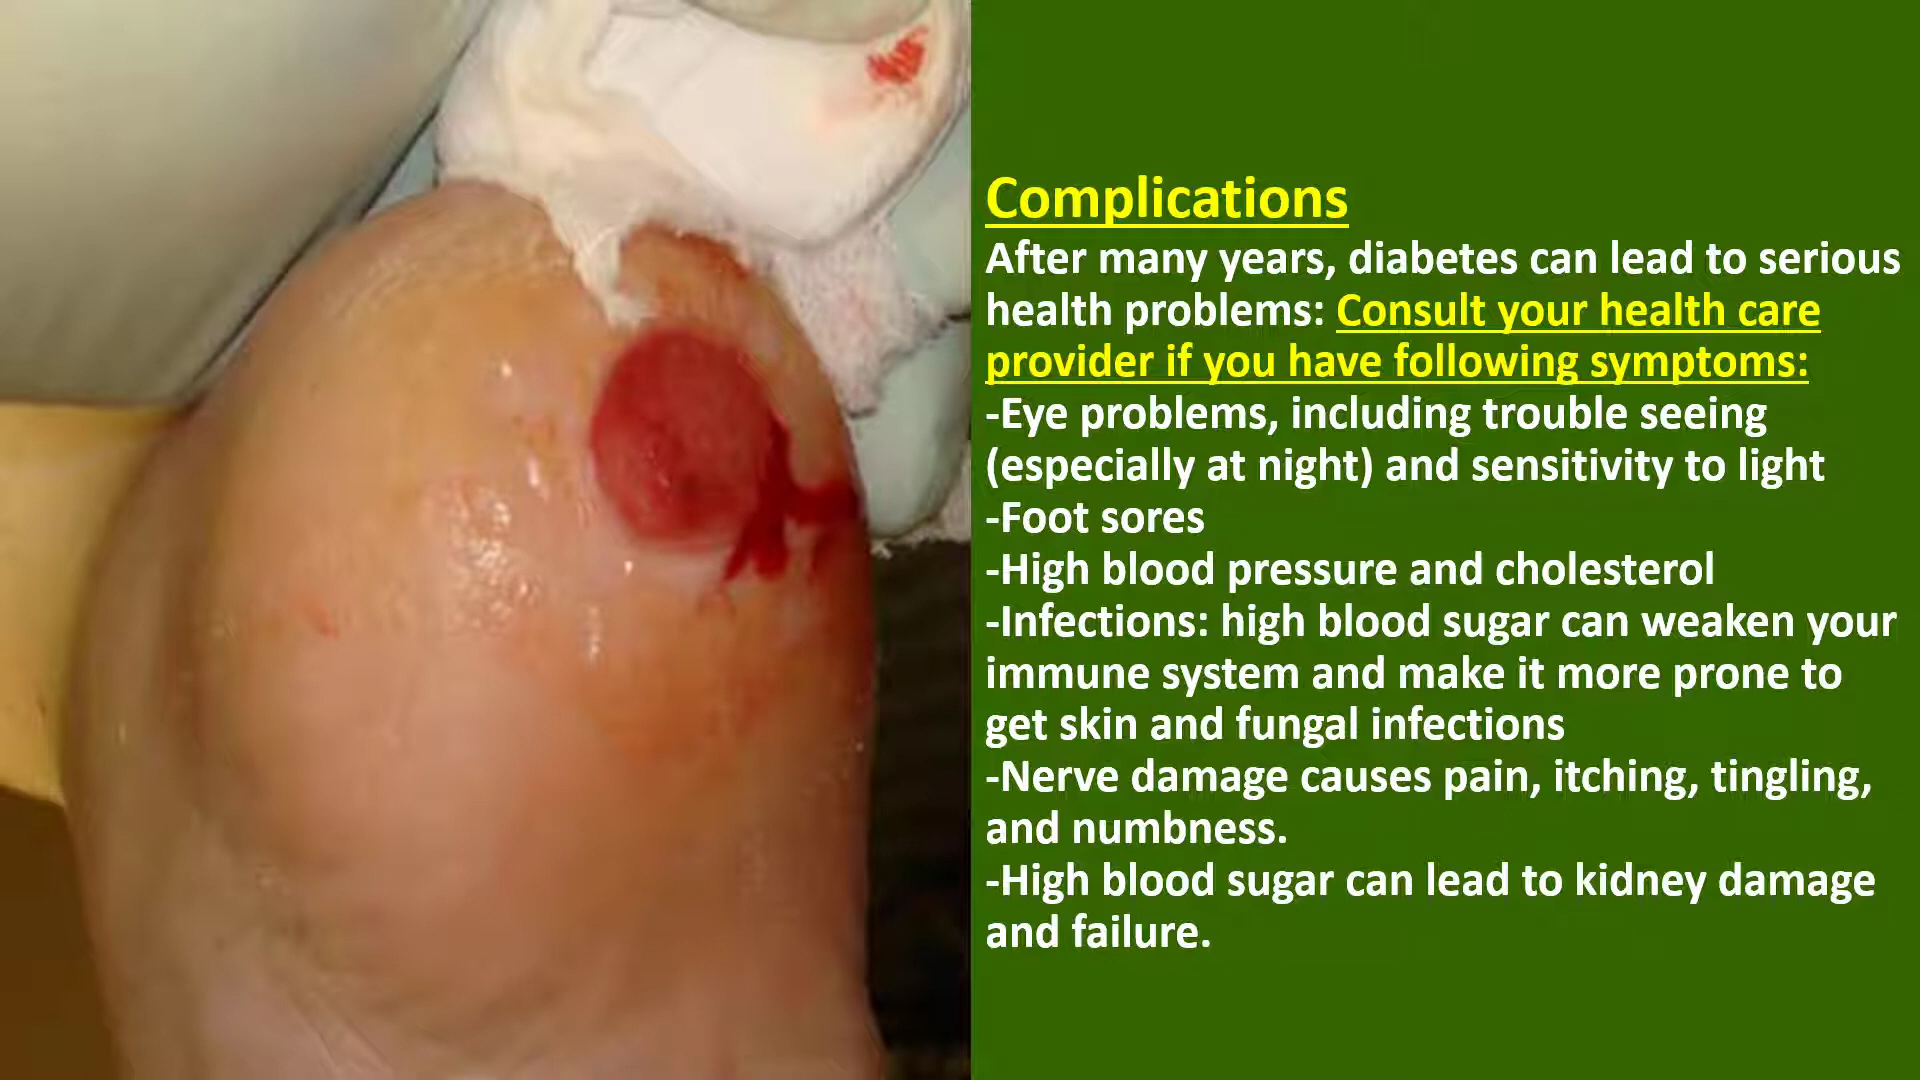 Complications
After many years, diabetes can lead to serious
health problems: Consult your health care
provider if you have following symptoms:
-Eye problems, including trouble seeing
(especially at night) and sensitivity to light
-Foot sores
-High blood pressure and cholesterol
-Infections: high blood sugar can weaken your
immune system and make it more prone to
get skin and fungal infections
-Nerve damage causes pain, itching, tingling,
and numbness.
-High blood sugar can lead to kidney damage
and failure.